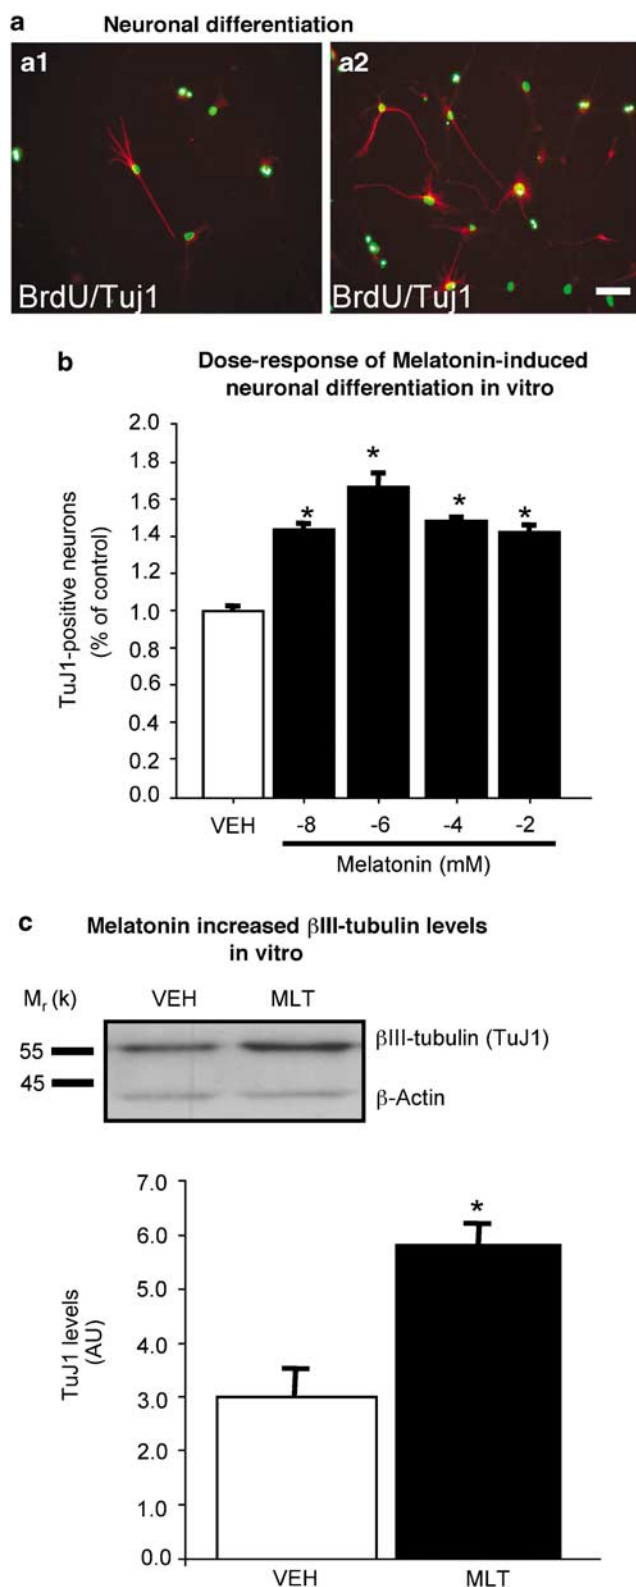 a Neuronal differentiation
a1
a2
BrdU/Tuj1
BrdU/Tuj1
b Dose-response of Melatonin-induced
neuronal differentiation in vitro
TuJ1-positive neurons
(% of control)
2.0
1.8
1.6
1.4
1.2
1.0
0.8
0.6
0.4
0.2
0.0
* * * *
VEH -8 -6 -4 -2
Melatonin (mM)
c Melatonin increased βIII-tubulin levels
in vitro
Mr (k) VEH MLT
55 βIII-tubulin (TuJ1)
45 β-Actin
TuJ1 levels
(AU)
7.0
6.0
5.0
4.0
3.0
2.0
1.0
0.0
*
VEH MLT